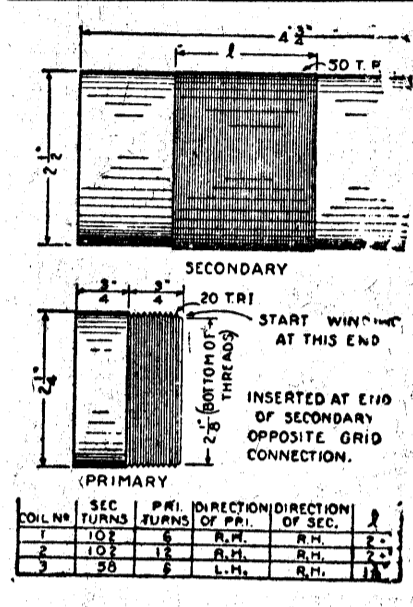 4 3/4"
l
50 T.P.
2 1/2"
SECONDARY
3/4" 3/4"
20 T.P.I
START
AT THIS END
2 1/4"
2 1/8" (BOTTOM OF
THREADS)
INSERTED AT END
OF SECONDARY
OPPOSITE GRID
CONNECTION.
PRIMARY
COIL Nº SEC TURNS PRI. TURNS DIRECTION OF PRI. DIRECTION OF SEC. l
1 102 6 R.H. R.H. 2
2 102 12 R.H. R.H. 2
3 58 6 L.H. R.H.